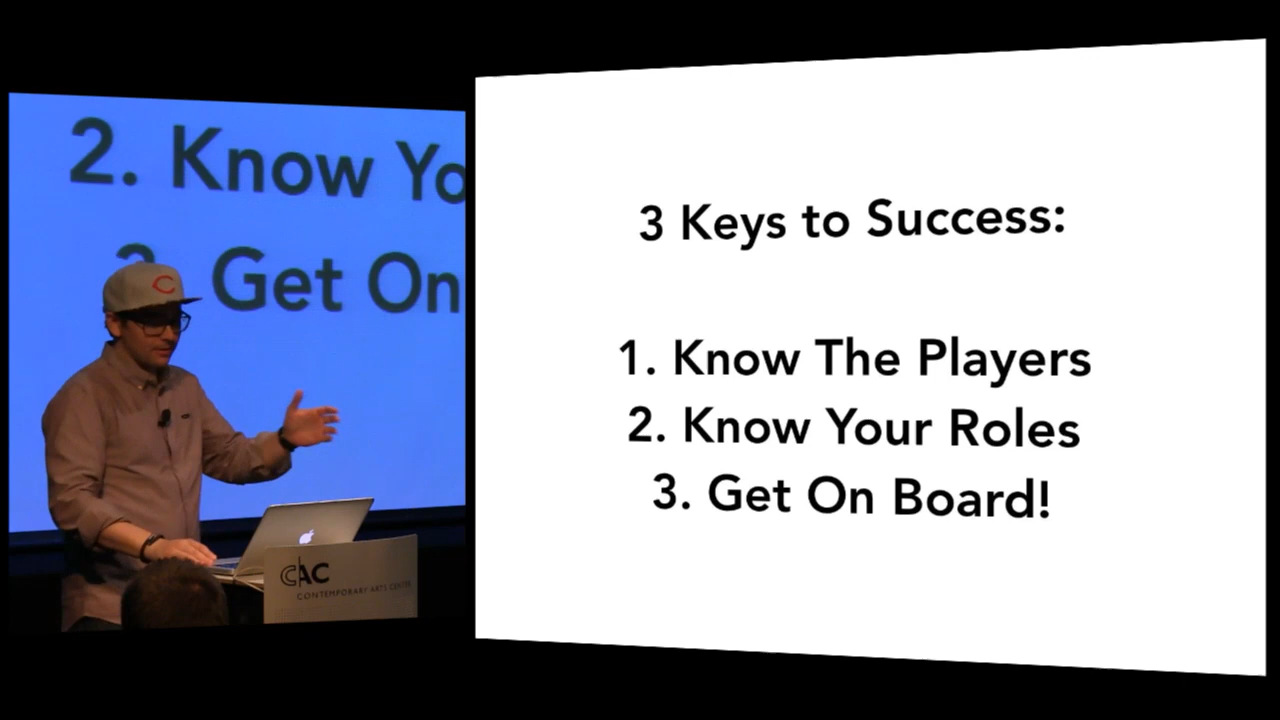 2. Know Yo
3. Get On
C
CAC
CONTEMPORARY ARTS CENTER
3 Keys to Success:
1. Know The Players
2. Know Your Roles
3. Get On Board!